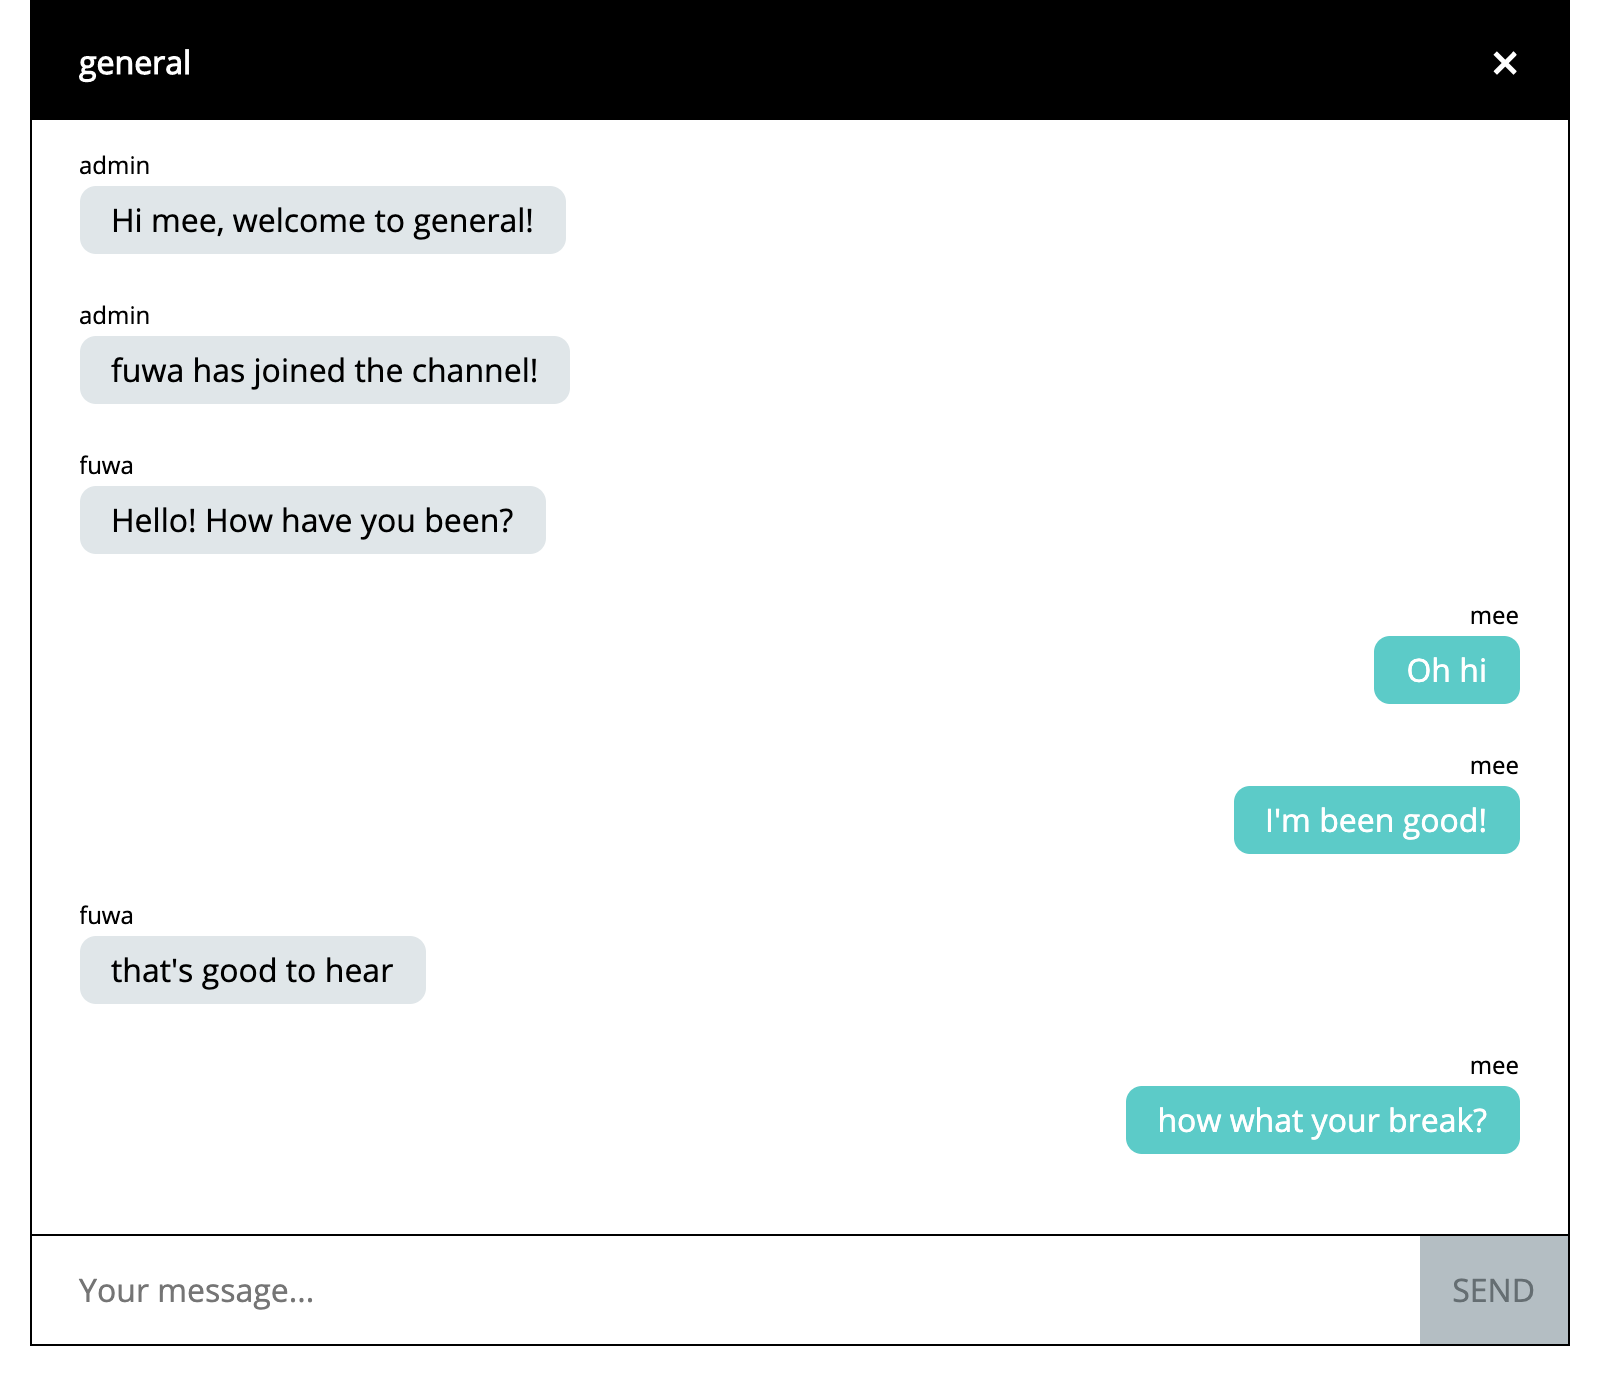 general
×
admin
Hi mee, welcome to general!
admin
fuwa has joined the channel!
fuwa
Hello! How have you been?
mee
Oh hi
mee
I'm been good!
fuwa
that's good to hear
mee
how what your break?
Your message...
SEND